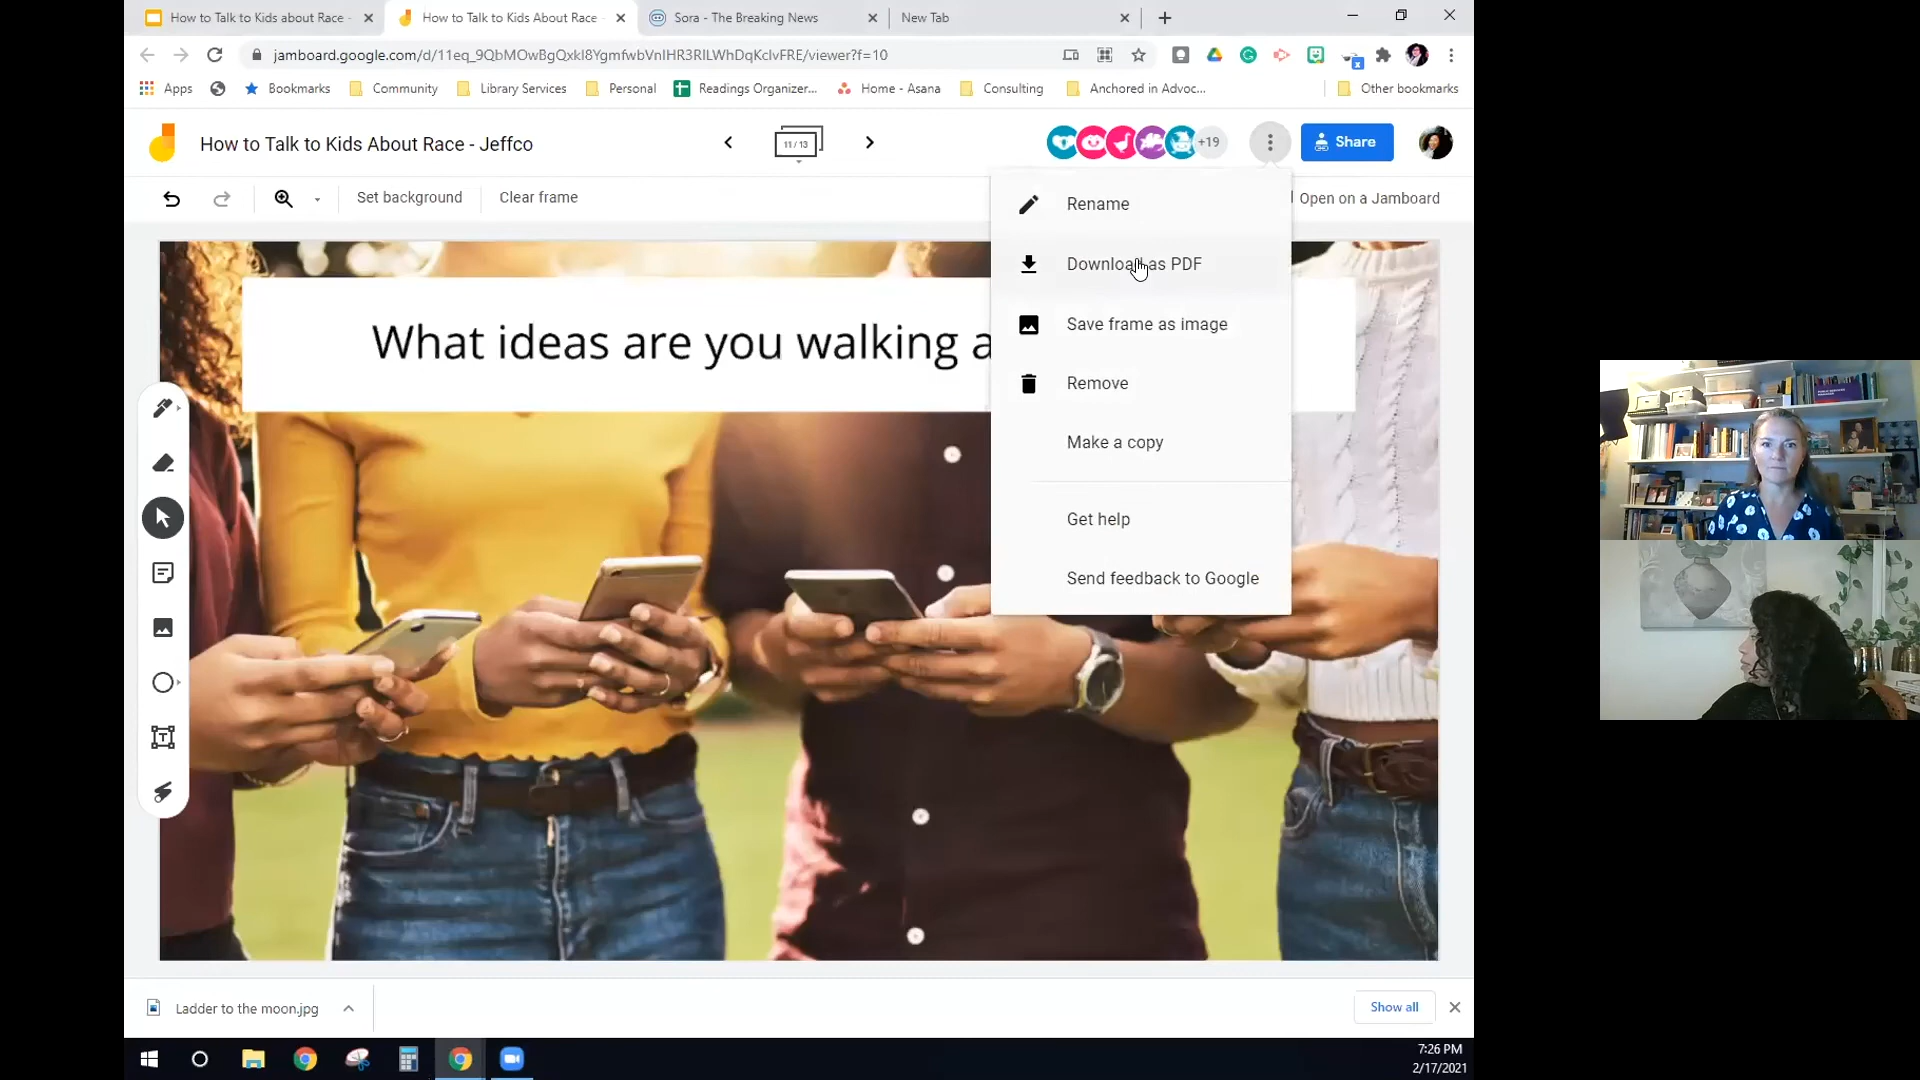 How to Talk to Kids about Race -
How to Talk to Kids About Race
Sora - The Breaking News
New Tab
jamboard.google.com/d/11eq_9QbMOwBgQxkI8YgmfwbVnIHR3RILWhDqKclvFRE/viewer?f=10
Apps
Bookmarks
Community
Library Services
Personal
Readings Organizer...
Home - Asana
Consulting
Anchored in Advoc...
Other bookmarks
How to Talk to Kids About Race - Jeffco
11 / 13
+19
Share
Set background
Clear frame
Open on a Jamboard
Rename
Download as PDF
Save frame as image
Remove
Make a copy
Get help
Send feedback to Google
What ideas are you walking a
Ladder to the moon.jpg
Show all
7:26 PM
2/17/2021